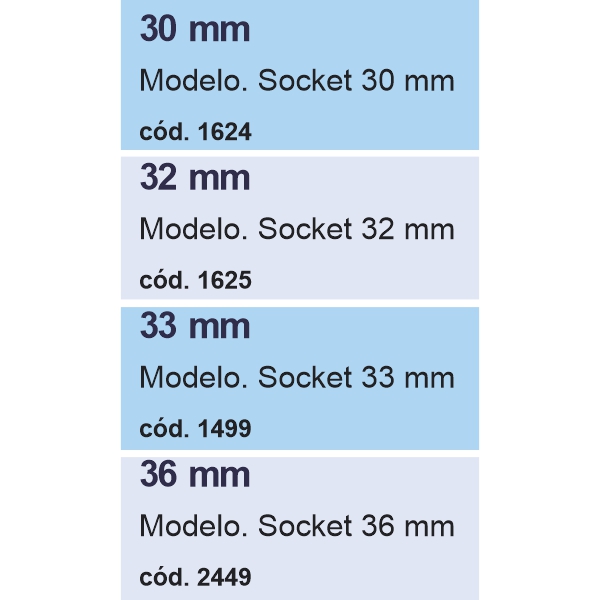 30 mm
Modelo. Socket 30 mm
cód. 1624
32 mm
Modelo. Socket 32 mm
cód. 1625
33 mm
Modelo. Socket 33 mm
cód. 1499
36 mm
Modelo. Socket 36 mm
cód. 2449